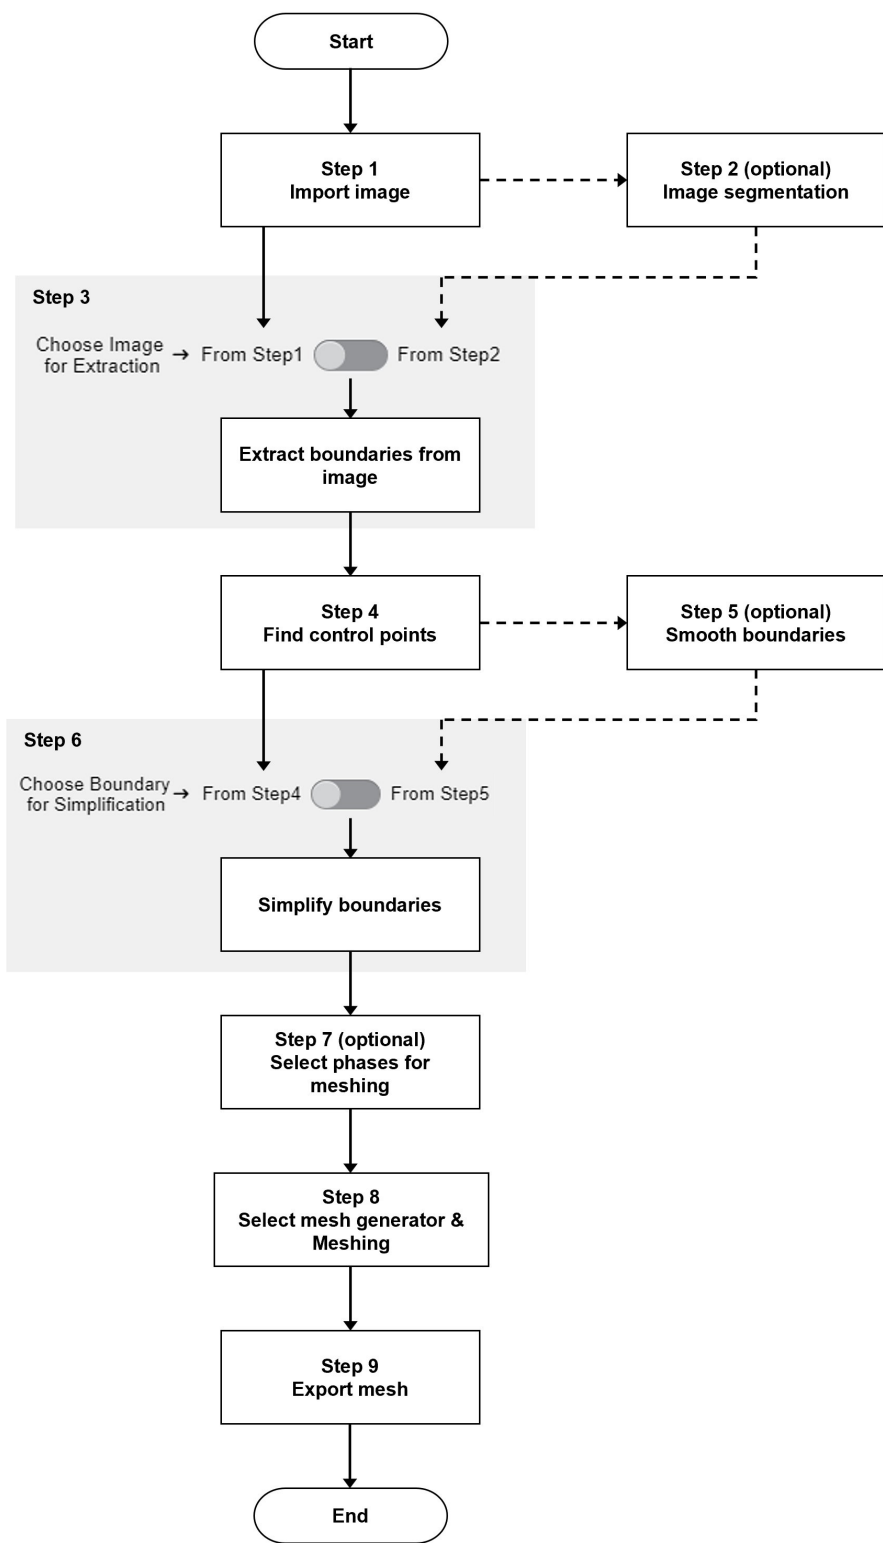 Start
Step 1
Import image
Step 2 (optional)
Image segmentation
Step 3
Choose Image
for Extraction
From Step1
From Step2
Extract boundaries from
image
Step 4
Find control points
Step 5 (optional)
Smooth boundaries
Step 6
Choose Boundary
for Simplification
From Step4
From Step5
Simplify boundaries
Step 7 (optional)
Select phases for
meshing
Step 8
Select mesh generator &
Meshing
Step 9
Export mesh
End